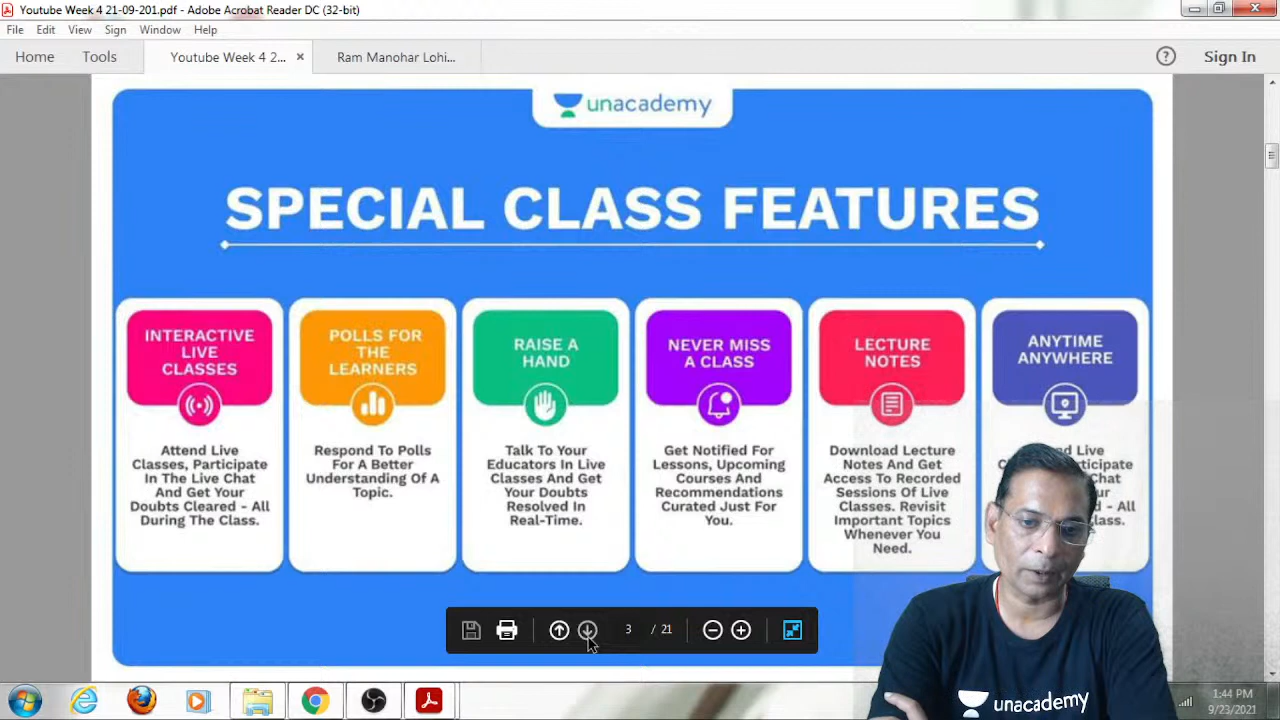 Youtube Week 4 21-09-201.pdf - Adobe Acrobat Reader DC (32-bit)
File Edit View Sign Window Help
Home Tools Youtube Week 4 2... × Ram Manohar Lohi... ? Sign In
unacademy
SPECIAL CLASS FEATURES
INTERACTIVE
LIVE
CLASSES
Attend Live
Classes, Participate
In The Live Chat
And Get Your
Doubts Cleared - All
During The Class.
POLLS FOR
THE
LEARNERS
Respond To Polls
For A Better
Understanding Of A
Topic.
RAISE A
HAND
Talk To Your
Educators In Live
Classes And Get
Your Doubts
Resolved In
Real-Time.
NEVER MISS
A CLASS
Get Notified For
Lessons, Upcoming
Courses And
Recommendations
Curated Just For
You.
LECTURE
NOTES
Download Lecture
Notes And Get
Access To Recorded
Sessions Of Live
Classes. Revisit
Important Topics
Whenever You
Need.
ANYTIME
ANYWHERE
Live
- All
3 / 21
unacademy
1:44 PM
9/23/2021